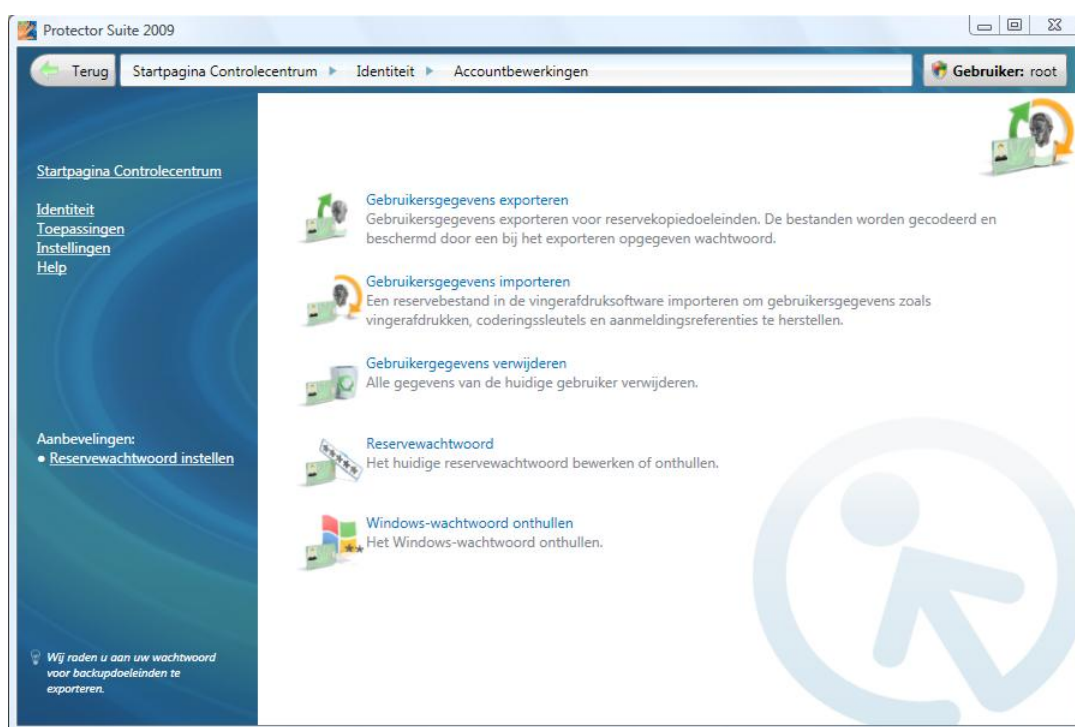 Protector Suite 2009
Terug
Startpagina Controlecentrum
Identiteit
Accountbewerkingen
Gebruiker: root
Startpagina Controlecentrum
Identiteit
Toepassingen
Instellingen
Help
Aanbevelingen:
• Reservewachtwoord instellen
Wij raden u aan uw wachtwoord
voor backupdoeleinden te
exporteren.
Gebruikersgegevens exporteren
Gebruikersgegevens exporteren voor reservekopiedoeleinden. De bestanden worden gecodeerd en
beschermd door een bij het exporteren opgegeven wachtwoord.
Gebruikersgegevens importeren
Een reservebestand in de vingerafdruksoftware importeren om gebruikersgegevens zoals
vingerafdrukken, coderingssleutels en aanmeldingsreferenties te herstellen.
Gebruikergegevens verwijderen
Alle gegevens van de huidige gebruiker verwijderen.
Reservewachtwoord
Het huidige reservewachtwoord bewerken of onthullen.
Windows-wachtwoord onthullen
Het Windows-wachtwoord onthullen.